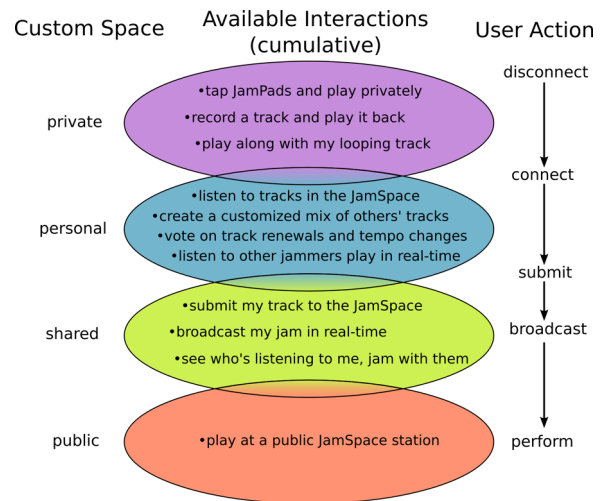 Custom Space
Available Interactions
(cumulative)
User Action
disconnect
•tap JamPads and play privately
private
•record a track and play it back
•play along with my looping track
connect
•listen to tracks in the JamSpace
•create a customized mix of others' tracks
personal
•vote on track renewals and tempo changes
•listen to other jammers play in real-time
submit
•submit my track to the JamSpace
shared
•broadcast my jam in real-time
broadcast
•see who's listening to me, jam with them
public
•play at a public JamSpace station
perform